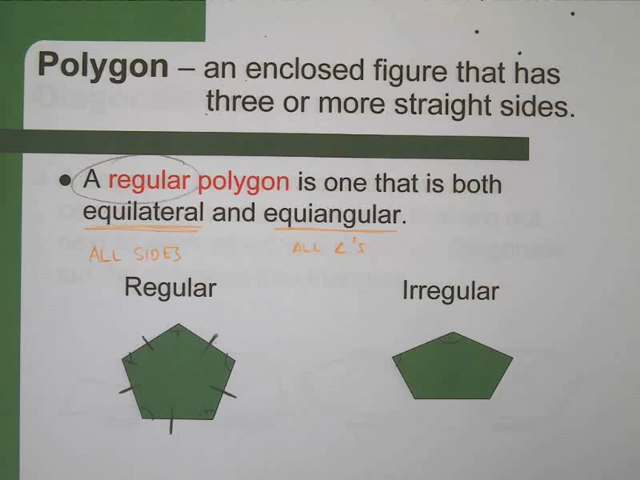 Polygon – an enclosed figure that has
three or more straight sides.
● A regular polygon is one that is both
equilateral and equiangular.
ALL SIDES ALL ∠'s
Regular Irregular